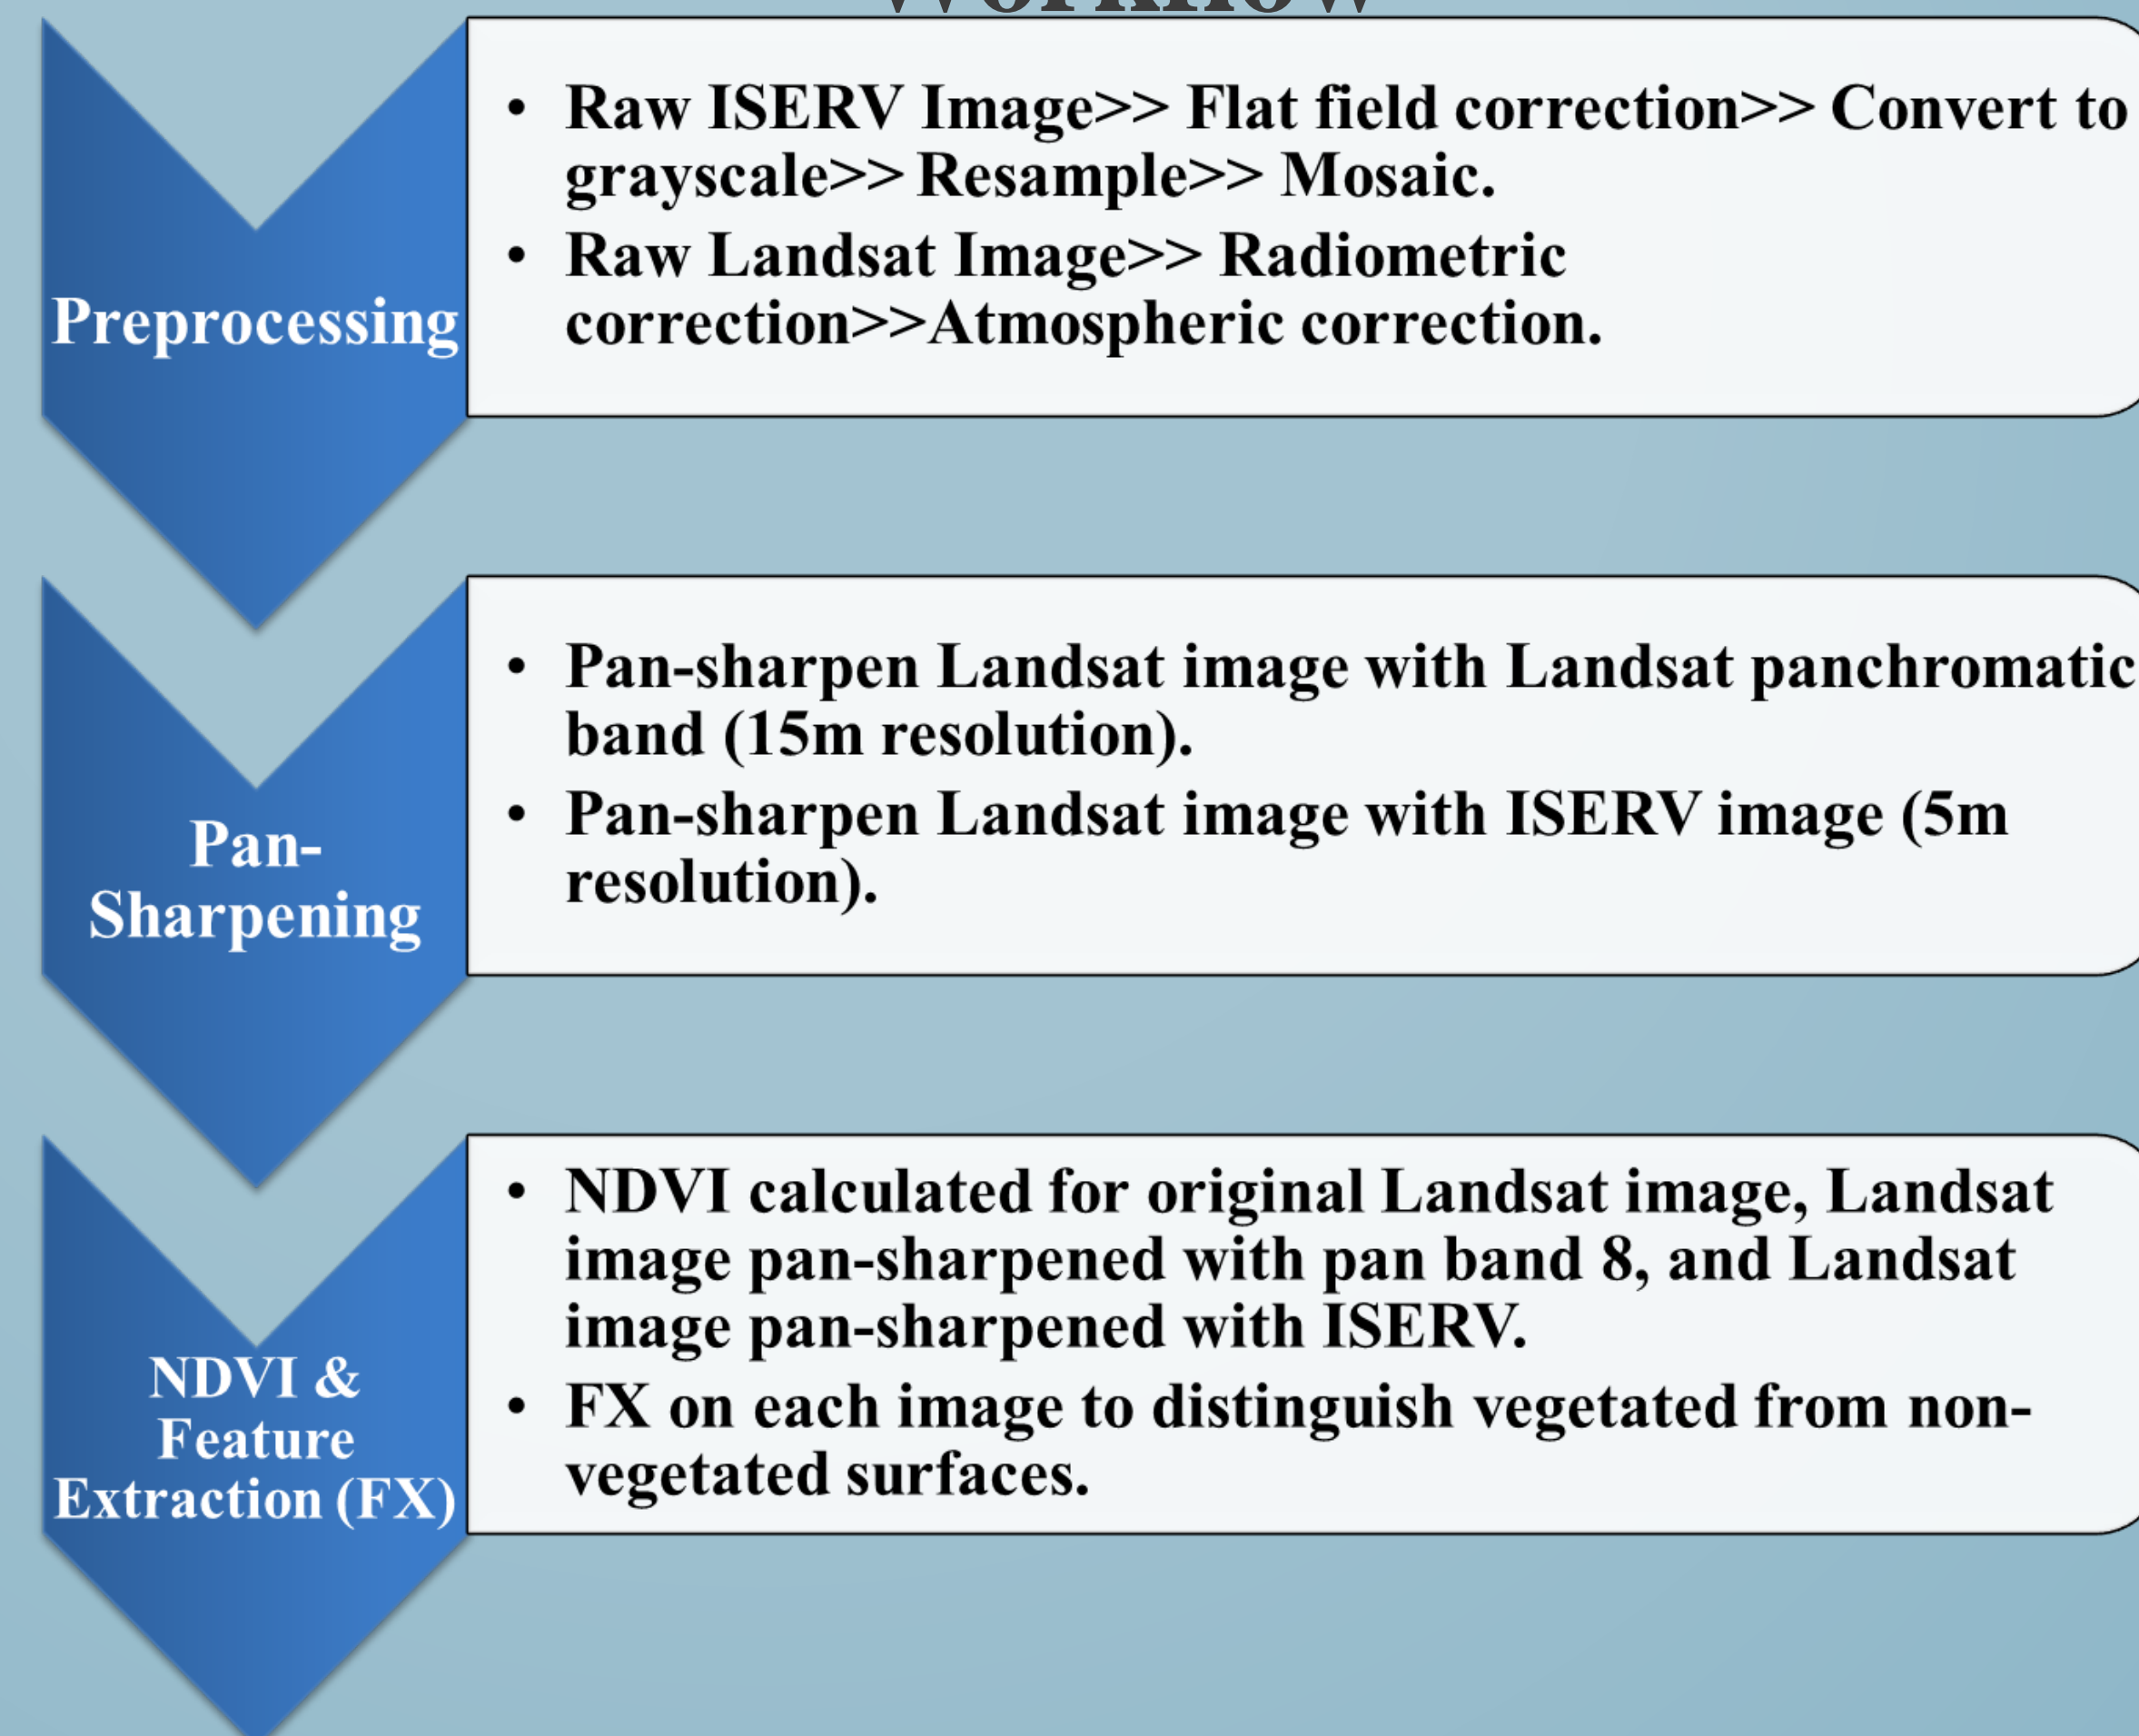 Workflow
Preprocessing
• Raw ISERV Image>> Flat field correction>> Convert to
grayscale>> Resample>> Mosaic.
• Raw Landsat Image>> Radiometric
correction>>Atmospheric correction.
Pan-
Sharpening
• Pan-sharpen Landsat image with Landsat panchromatic
band (15m resolution).
• Pan-sharpen Landsat image with ISERV image (5m
resolution).
NDVI &
Feature
Extraction (FX)
• NDVI calculated for original Landsat image, Landsat
image pan-sharpened with pan band 8, and Landsat
image pan-sharpened with ISERV.
• FX on each image to distinguish vegetated from non-
vegetated surfaces.